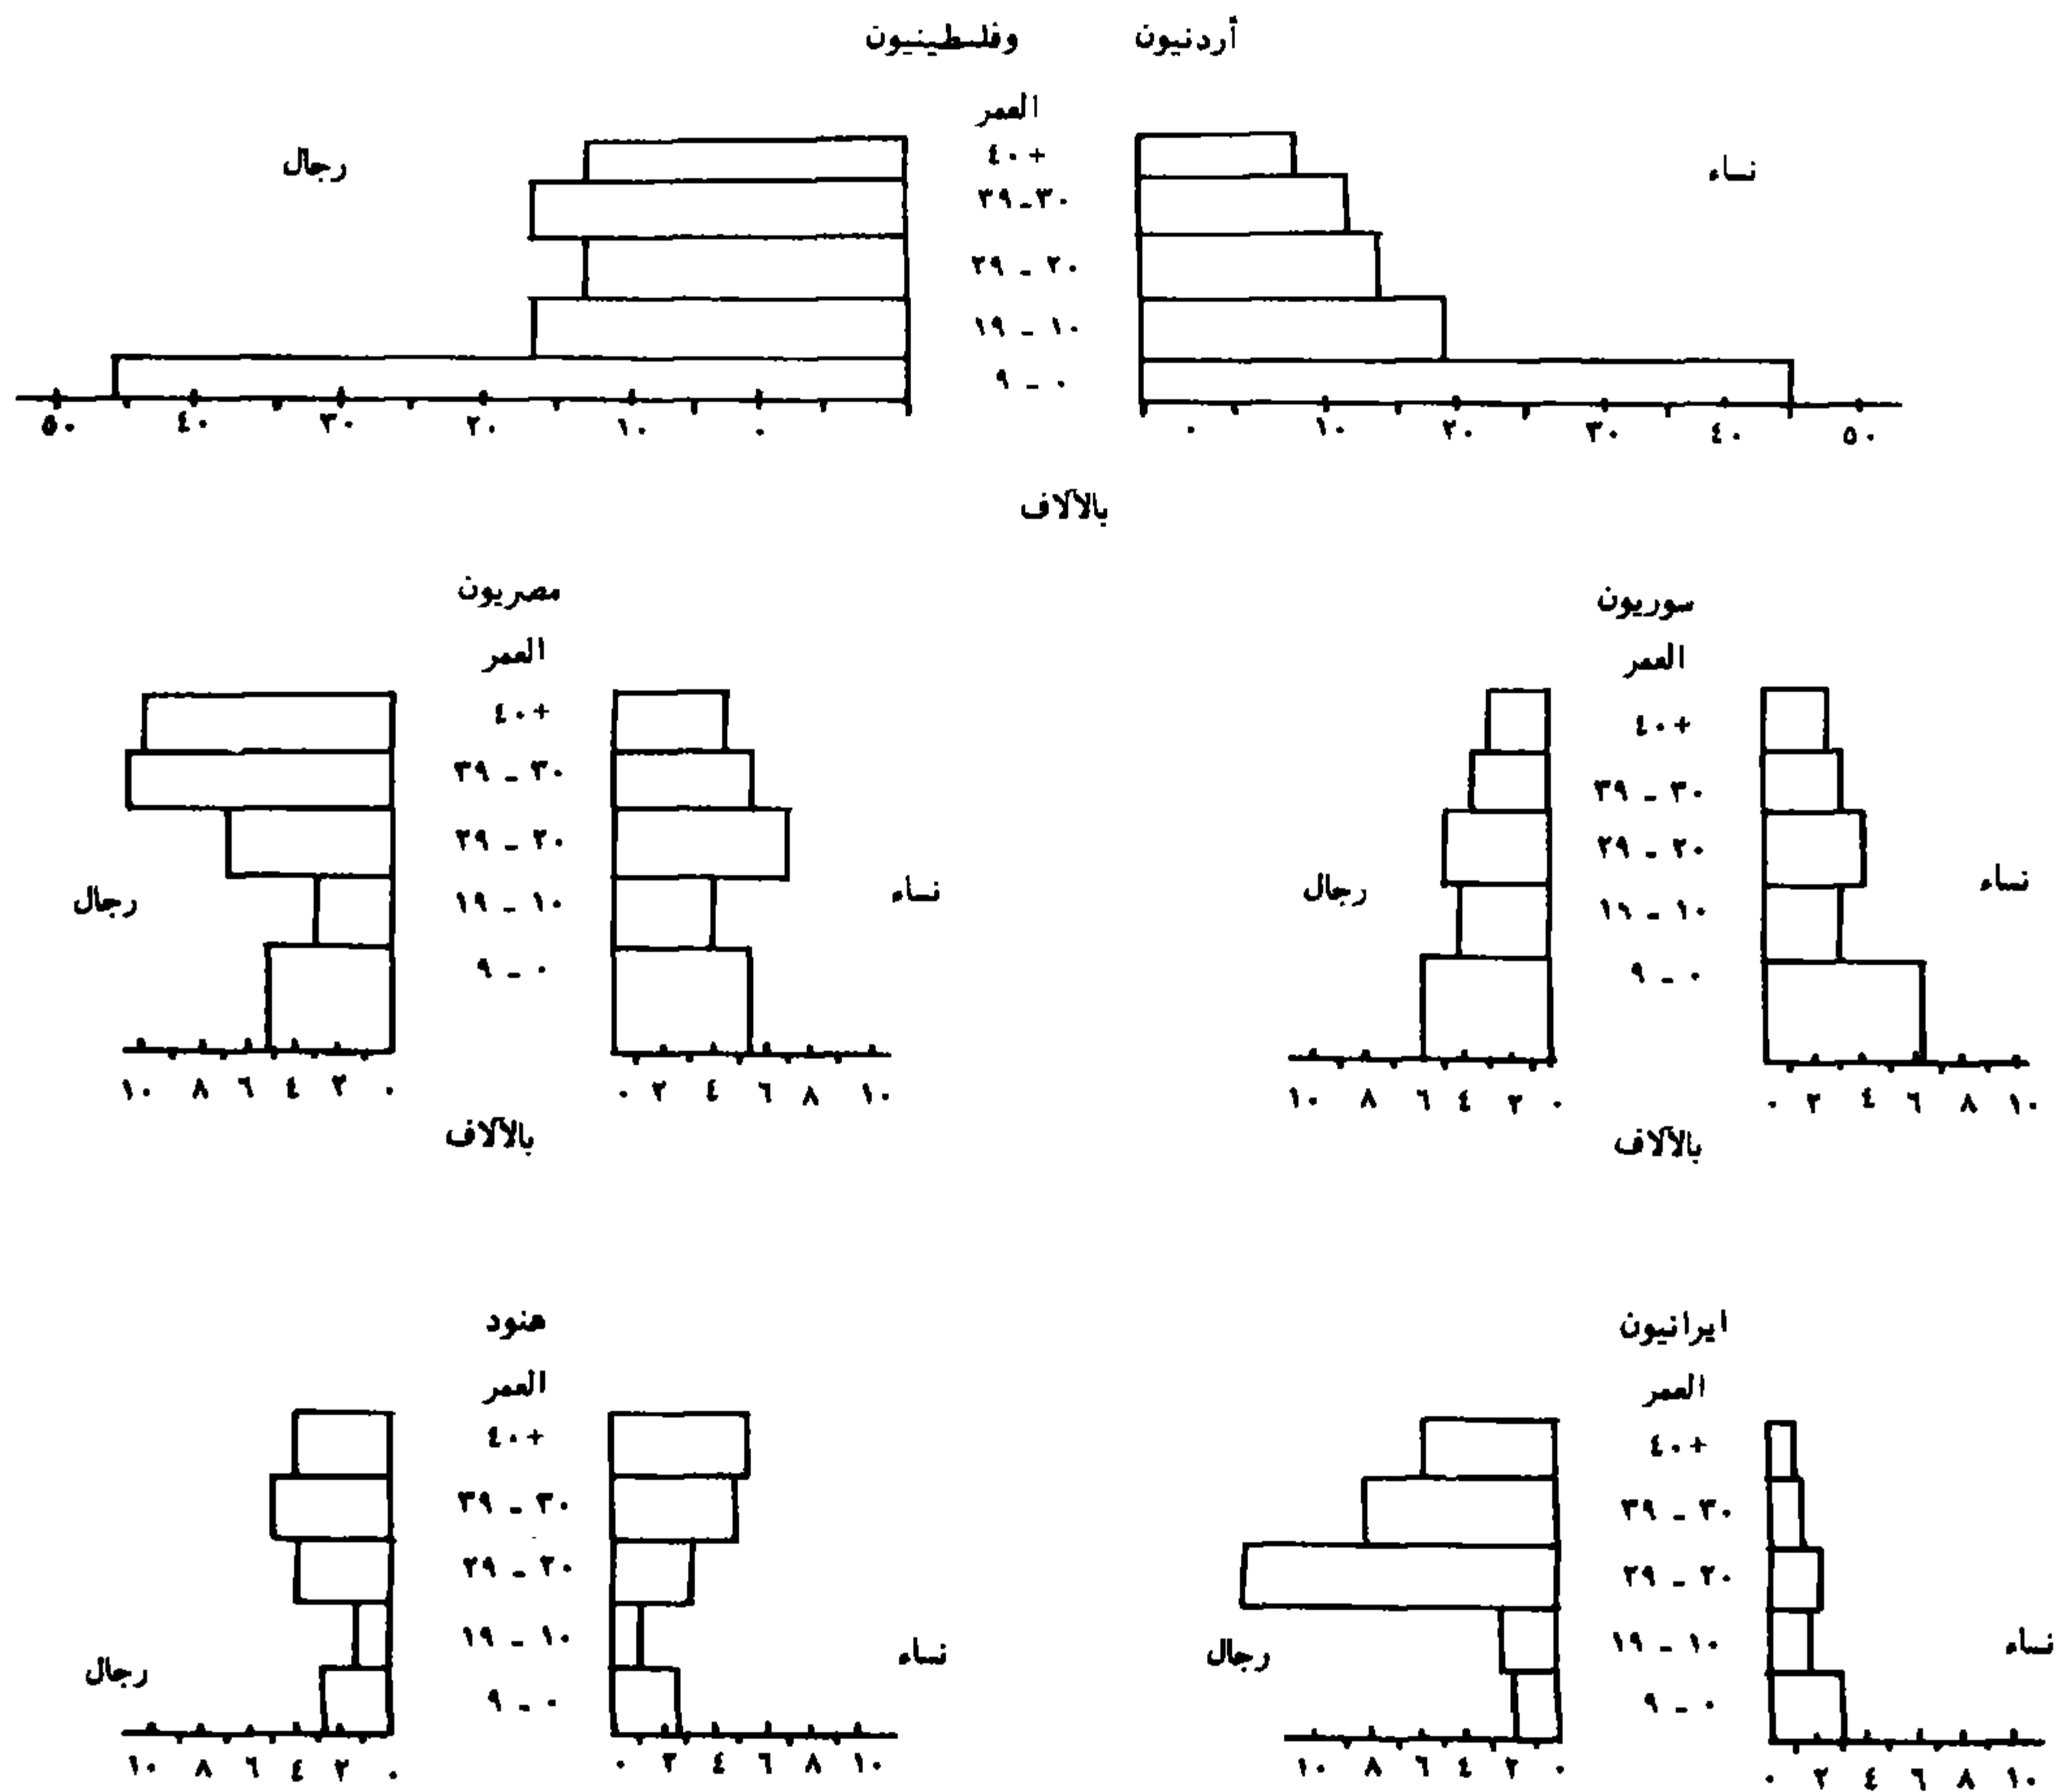 أردنيون وفلسطينيون
العمر
رجال
نساء
+٤٠
٣٠-٣٩
٢٠ - ٢٩
١٠ - ١٩
٠ - ٩
٥٠ ٤٠ ٣٠ ٢٠ ١٠ ٠
٠ ١٠ ٢٠ ٣٠ ٤٠ ٥٠
بالآلاف
مصريون
العمر
+٤٠
٣٠ - ٣٩
٢٠ - ٢٩
رجال
١٠ - ١٩
نساء
٠ - ٩
١٠ ٨ ٦ ٤ ٢ ٠
٠ ٢ ٤ ٦ ٨ ١٠
بالآلاف
سوريون
العمر
+٤٠
٣٠ - ٣٩
٢٠ - ٢٩
رجال
١٠ - ١٩
نساء
٠ - ٩
١٠ ٨ ٦ ٤ ٢ ٠
٠ ٢ ٤ ٦ ٨ ١٠
بالآلاف
هنود
العمر
+٤٠
٣٠ - ٣٩
٢٠ - ٢٩
١٠ - ١٩
رجال
نساء
٠ - ٩
١٠ ٨ ٦ ٤ ٢ ٠
٠ ٢ ٤ ٦ ٨ ١٠
ايرانيون
العمر
+٤٠
٣٠ - ٣٩
٢٠ - ٢٩
١٠ - ١٩
رجال
نساء
٠ - ٩
١٠ ٨ ٦ ٤ ٢ ٠
٠ ٢ ٤ ٦ ٨ ١٠